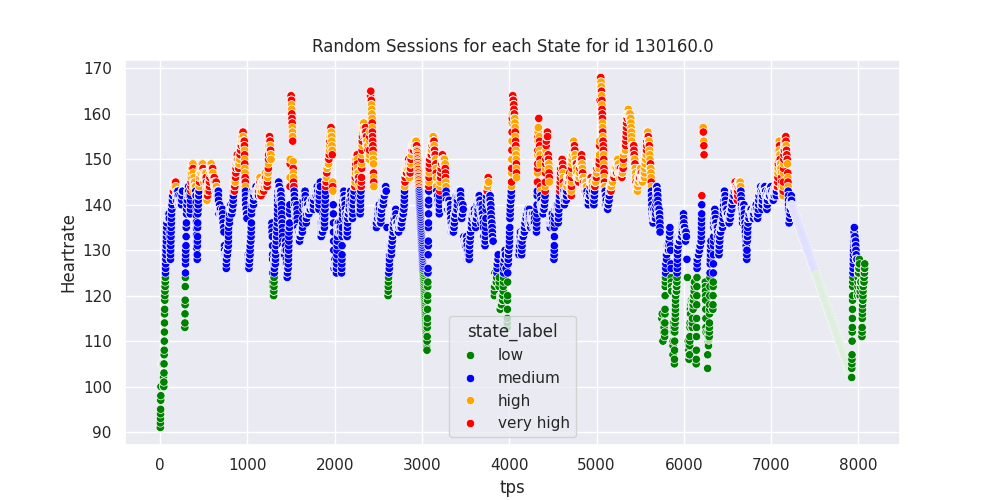 Random Sessions for each State for id 130160.0
Heartrate
170
160
150
140
130
120
110
100
90
state_label
low
medium
high
very high
0 1000 2000 3000 4000 5000 6000 7000 8000
tps